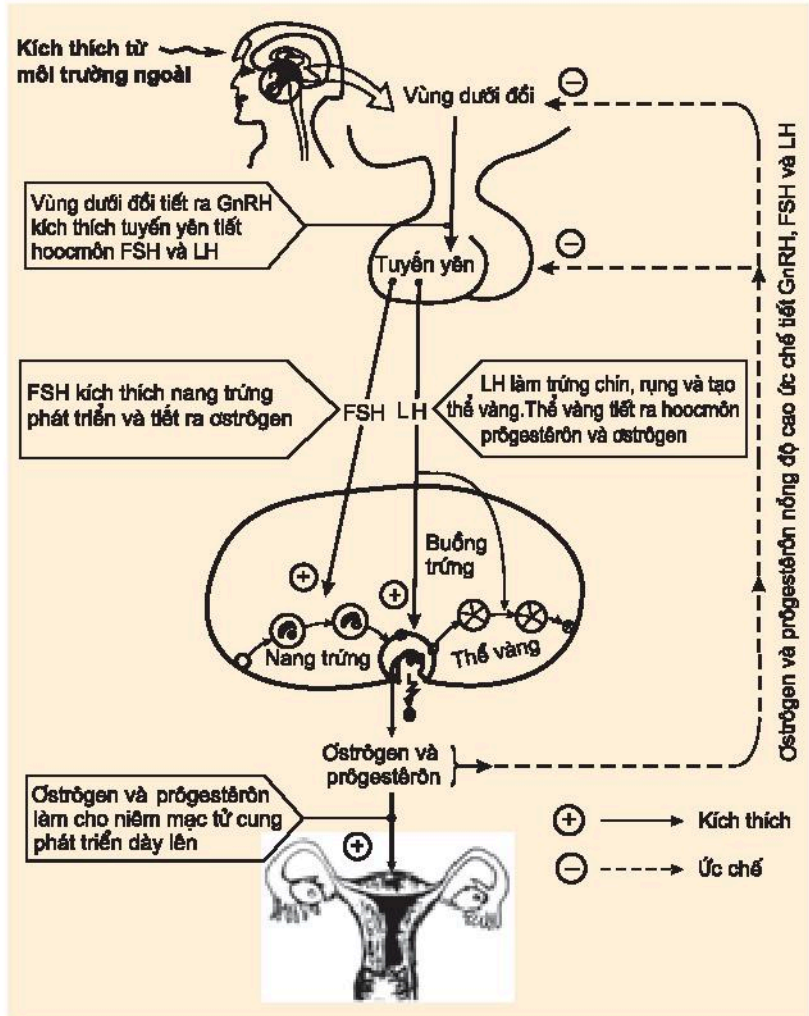 Kích thích từ
môi trường ngoài
Vùng dưới đồi
Vùng dưới đồi tiết ra GnRH
kích thích tuyến yên tiết
hoocmôn FSH và LH
Tuyến yên
FSH kích thích nang trứng
phát triển và tiết ra ơstrôgen
FSH
LH
LH làm trứng chín, rụng và tạo
thể vàng.Thể vàng tiết ra hoocmôn
prôgestêrôn và ơstrôgen
Buồng
trứng
Nang trứng
Thể vàng
Ơstrôgen và
prôgestêrôn
Ơstrôgen và prôgestêrôn
làm cho niêm mạc tử cung
phát triển dày lên
Kích thích
Ức chế
Ơstrôgen và prôgestêrôn nồng độ cao ức chế tiết GnRH, FSH và LH